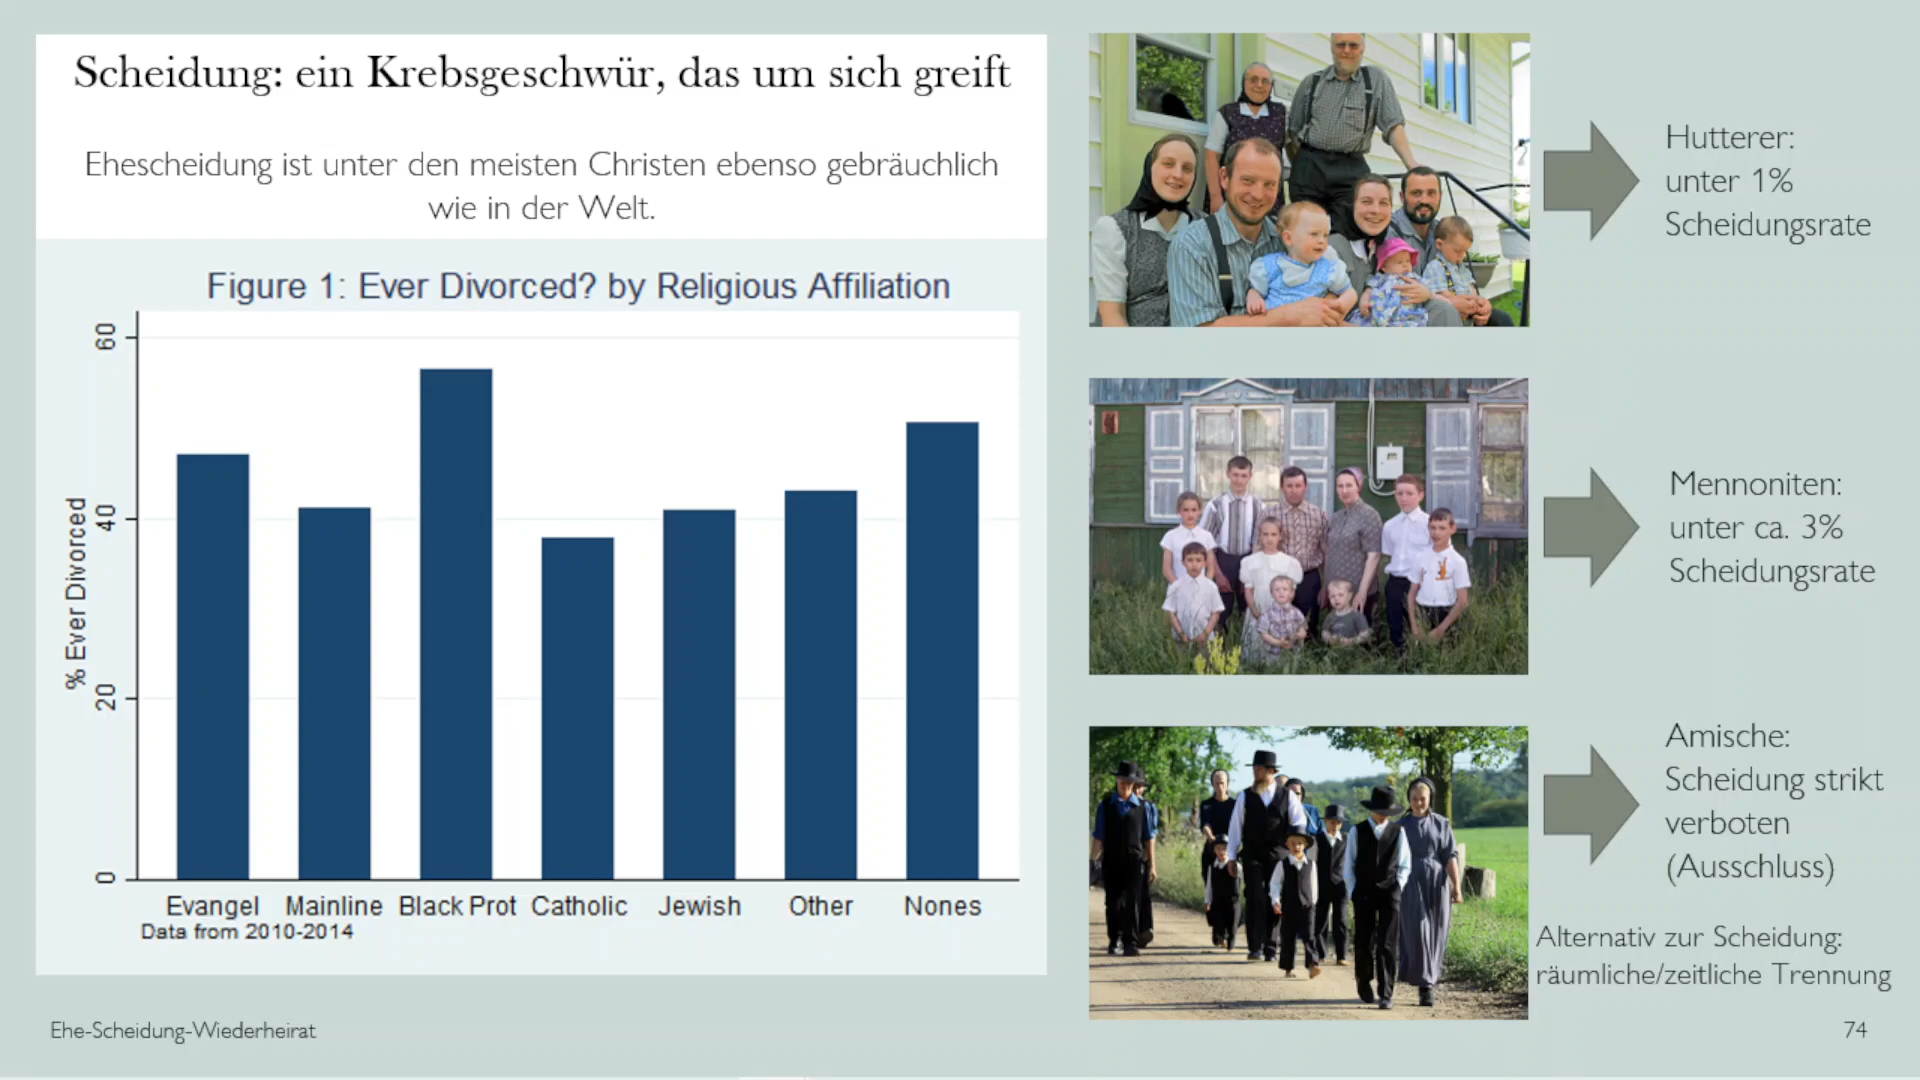 Scheidung: ein Krebsgeschwür, das um sich greift
Ehescheidung ist unter den meisten Christen ebenso gebräuchlich
wie in der Welt.
Figure 1: Ever Divorced? by Religious Affiliation
% Ever Divorced
60
40
20
0
Evangel Mainline Black Prot Catholic Jewish Other Nones
Data from 2010-2014
Hutterer:
unter 1%
Scheidungsrate
Mennoniten:
unter ca. 3%
Scheidungsrate
Amische:
Scheidung strikt
verboten
(Ausschluss)
Alternativ zur Scheidung:
räumliche/zeitliche Trennung
Ehe-Scheidung-Wiederheirat
74